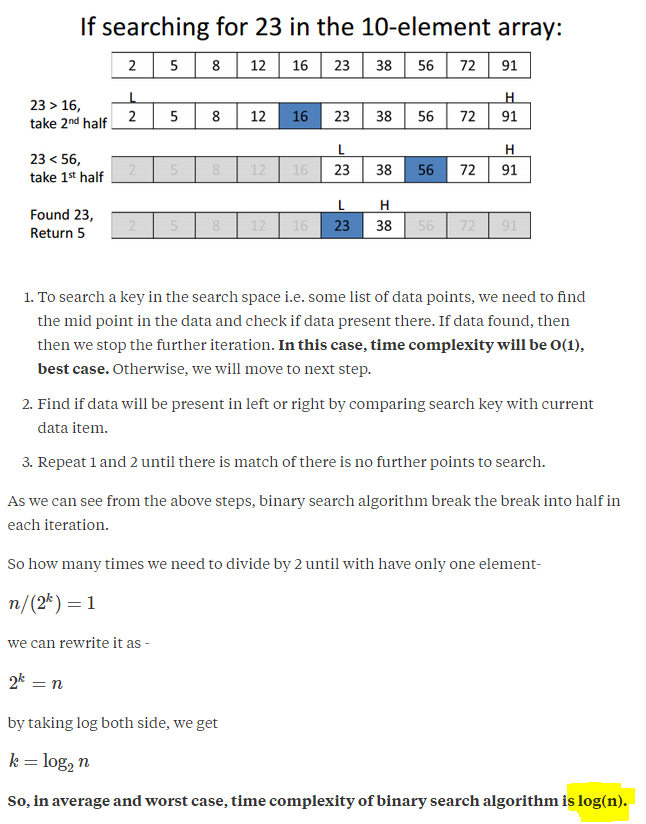 If searching for 23 in the 10-element array:
2 5 8 12 16 23 38 56 72 91
L H
23 > 16,
take 2nd half
2 5 8 12 16 23 38 56 72 91
L H
23 < 56,
take 1st half
2 5 8 12 16 23 38 56 72 91
L H
Found 23,
Return 5
2 5 8 12 16 23 38 56 72 91
1. To search a key in the search space i.e. some list of data points, we need to find
the mid point in the data and check if data present there. If data found, then
then we stop the further iteration. In this case, time complexity will be O(1),
best case. Otherwise, we will move to next step.
2. Find if data will be present in left or right by comparing search key with current
data item.
3. Repeat 1 and 2 until there is match of there is no further points to search.
As we can see from the above steps, binary search algorithm break the break into half in
each iteration.
So how many times we need to divide by 2 until with have only one element-
n/(2^k) = 1
we can rewrite it as -
2^k = n
by taking log both side, we get
k = log₂ n
So, in average and worst case, time complexity of binary search algorithm is log(n).